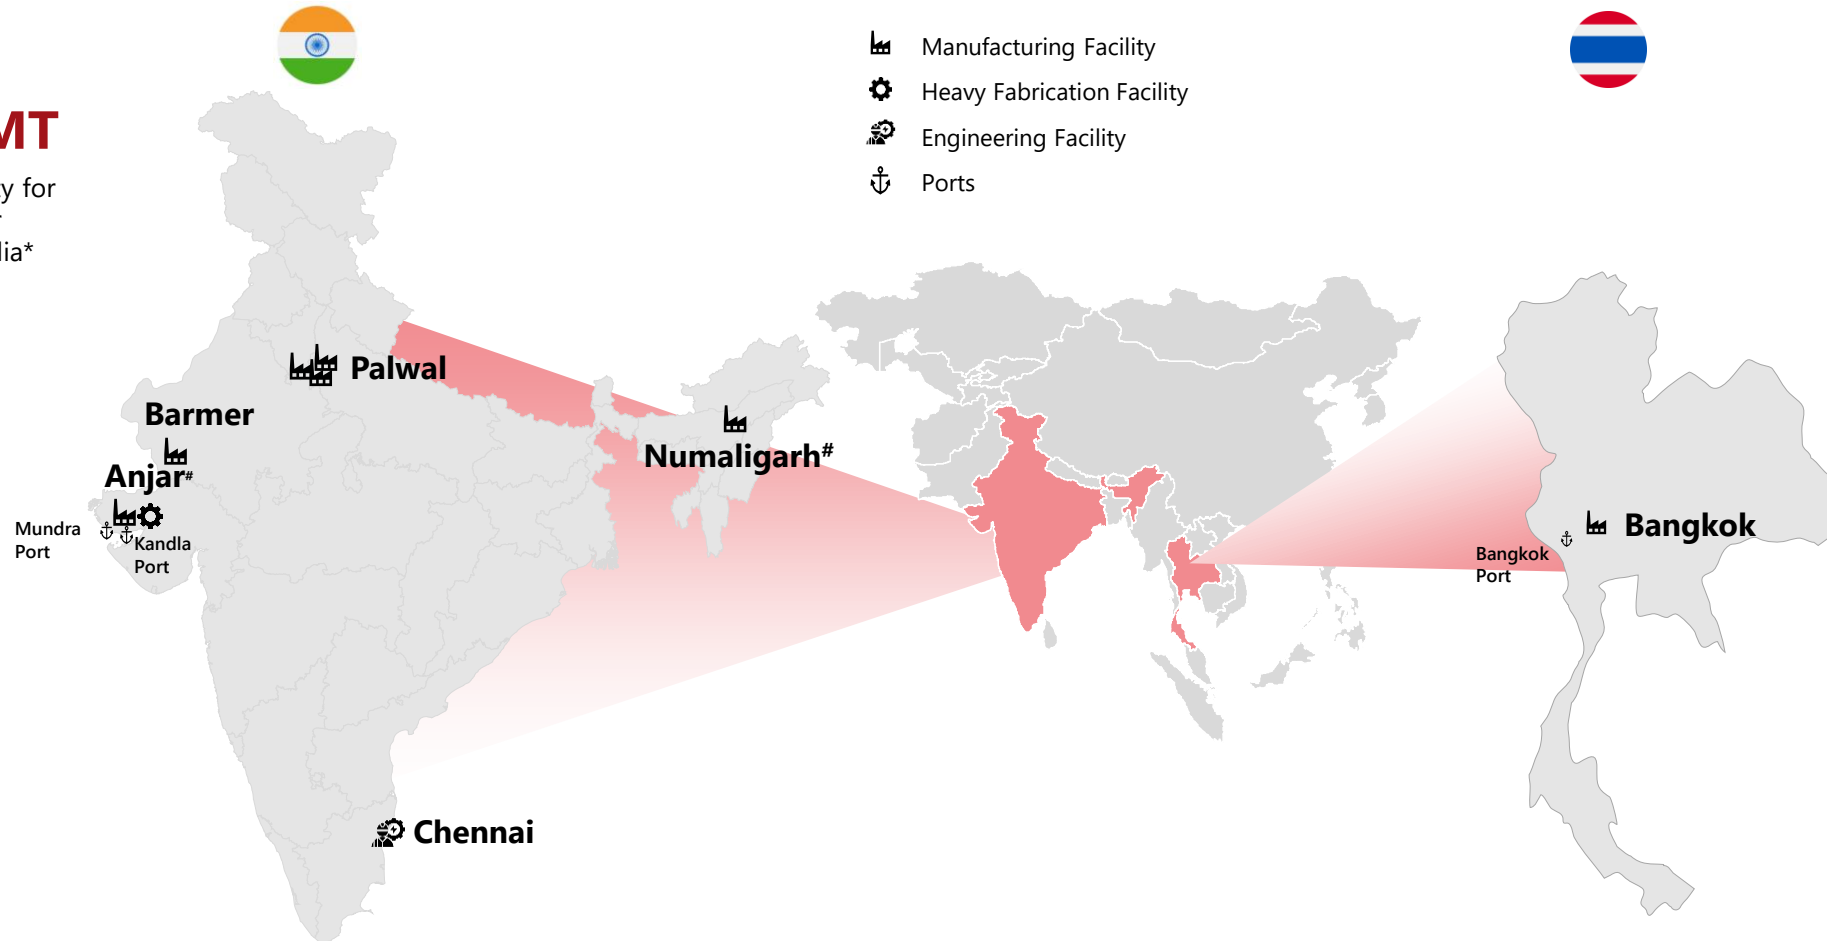 MT
y for
lia*
Manufacturing Facility
Heavy Fabrication Facility
Engineering Facility
Ports
Palwal
Barmer
Anjar#
Numaligarh#
Mundra
Port
Kandla
Port
Chennai
Bangkok
Bangkok
Port